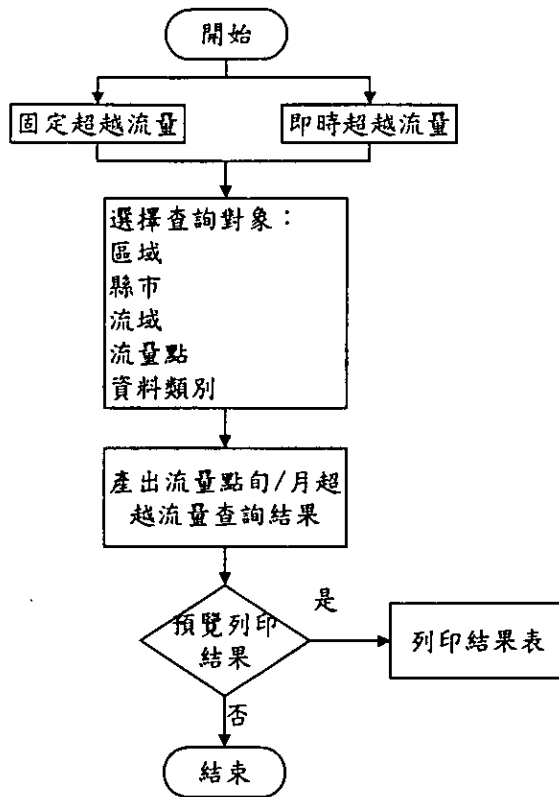 開始
固定超越流量
即時超越流量
選擇查詢對象：
區域
縣市
流域
流量點
資料類別
產出流量點旬/月超
越流量查詢結果
預覽列印
結果
是
列印結果表
否
結束